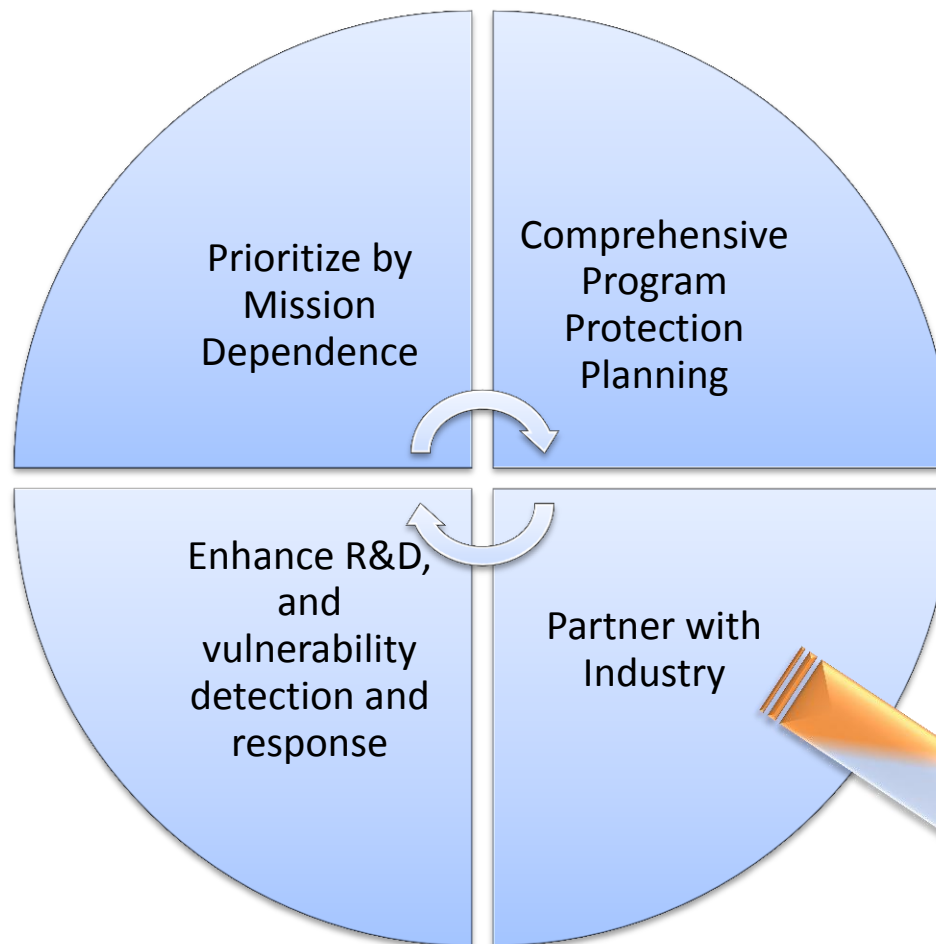 Prioritize by
Mission
Dependence
Comprehensive
Program
Protection
Planning
Enhance R&D,
and
vulnerability
detection and
response
Partner with
Industry